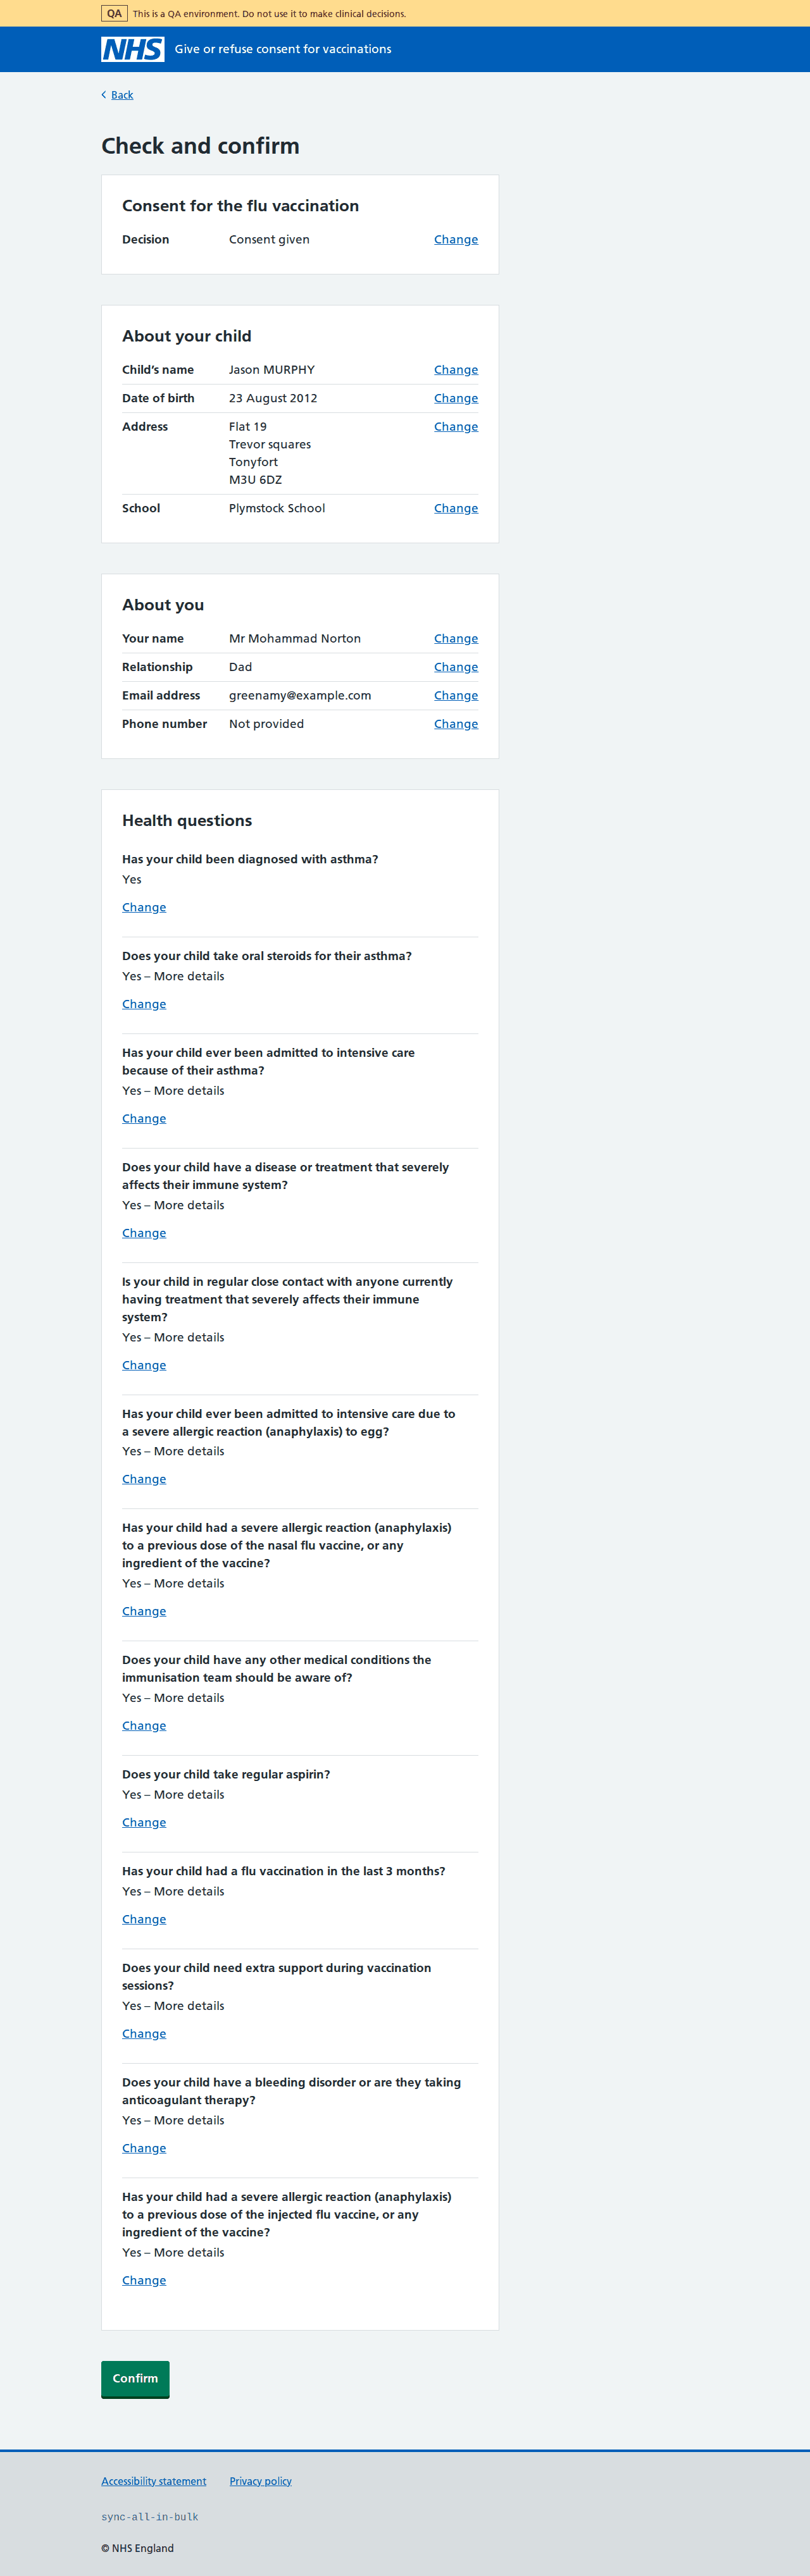 QA This is a QA environment. Do not use it to make clinical decisions.
NHS Give or refuse consent for vaccinations
Back
Check and confirm
Consent for the flu vaccination
Decision Consent given Change
About your child
Child’s name Jason MURPHY Change
Date of birth 23 August 2012 Change
Address Flat 19 Change
Trevor squares
Tonyfort
M3U 6DZ
School Plymstock School Change
About you
Your name Mr Mohammad Norton Change
Relationship Dad Change
Email address greenamy@example.com Change
Phone number Not provided Change
Health questions
Has your child been diagnosed with asthma?
Yes
Change
Does your child take oral steroids for their asthma?
Yes – More details
Change
Has your child ever been admitted to intensive care
because of their asthma?
Yes – More details
Change
Does your child have a disease or treatment that severely
affects their immune system?
Yes – More details
Change
Is your child in regular close contact with anyone currently
having treatment that severely affects their immune
system?
Yes – More details
Change
Has your child ever been admitted to intensive care due to
a severe allergic reaction (anaphylaxis) to egg?
Yes – More details
Change
Has your child had a severe allergic reaction (anaphylaxis)
to a previous dose of the nasal flu vaccine, or any
ingredient of the vaccine?
Yes – More details
Change
Does your child have any other medical conditions the
immunisation team should be aware of?
Yes – More details
Change
Does your child take regular aspirin?
Yes – More details
Change
Has your child had a flu vaccination in the last 3 months?
Yes – More details
Change
Does your child need extra support during vaccination
sessions?
Yes – More details
Change
Does your child have a bleeding disorder or are they taking
anticoagulant therapy?
Yes – More details
Change
Has your child had a severe allergic reaction (anaphylaxis)
to a previous dose of the injected flu vaccine, or any
ingredient of the vaccine?
Yes – More details
Change
Confirm
Accessibility statement Privacy policy
sync-all-in-bulk
© NHS England